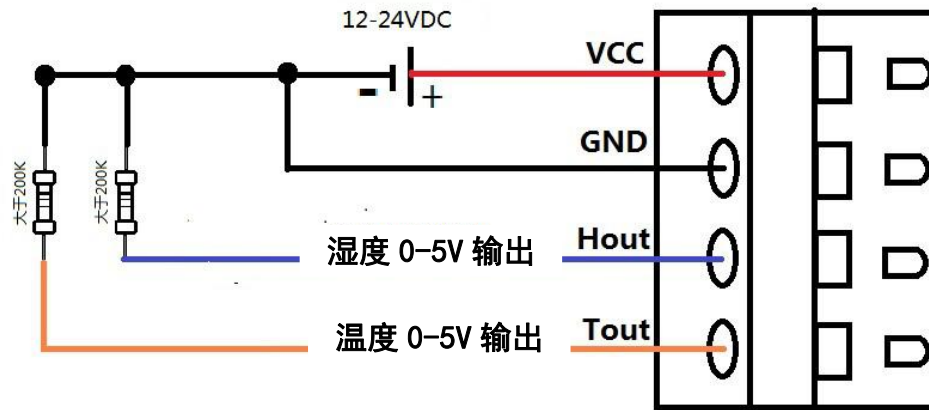 12-24VDC
VCC
- +
GND
大于200K
大于200K
湿度 0-5V 输出
Hout
温度 0-5V 输出
Tout